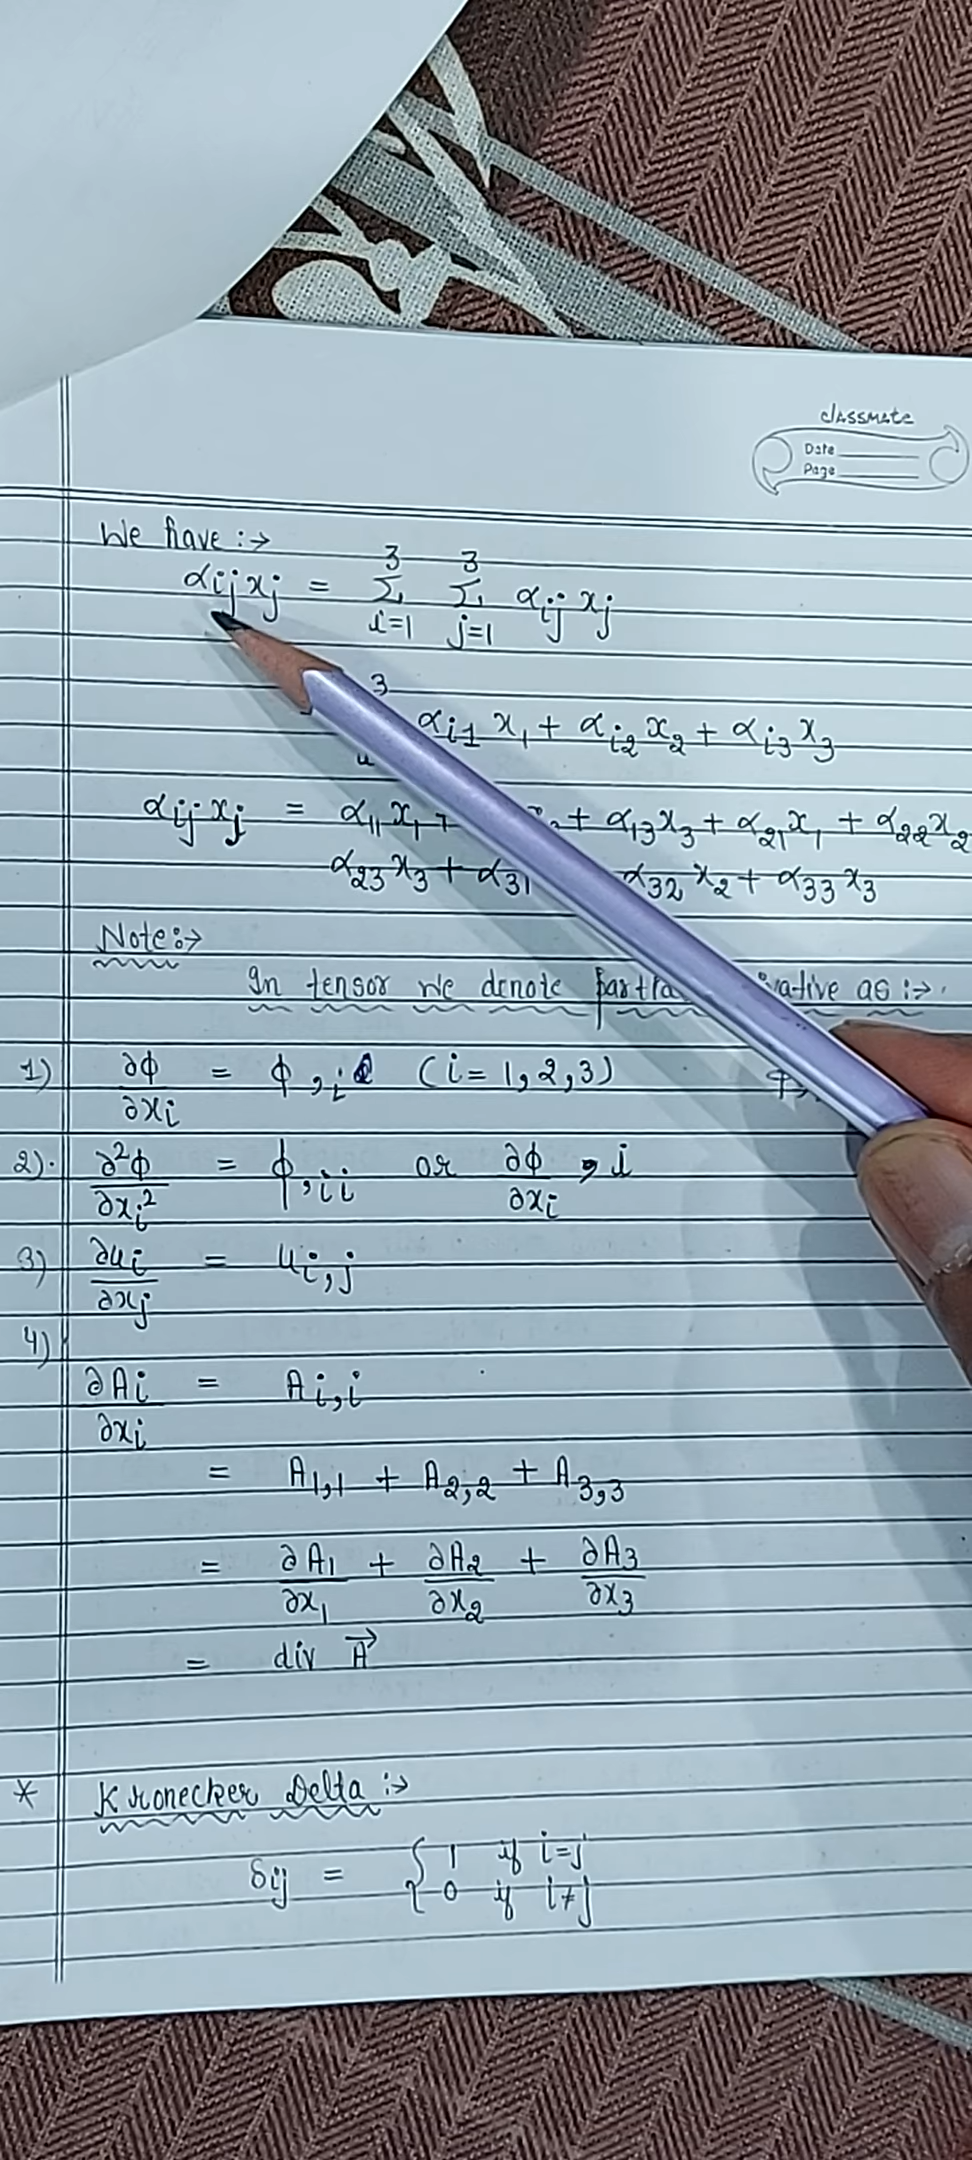 classmate
Date
Page
We have :→
αij xj = 3Σi=1 3Σj=1 αij xj
3 αi1 x1 + αi2 x2 + αi3 x3
αij xj = α11 x1 + + α13 x3 + α21 x1 + α22 x2
α23 x3 + α31 α32 x2 + α33 x3
Note :→
In tensor we denote as :→
1) ∂ϕ/∂xi = ϕ,i (i = 1, 2, 3)
2). ∂²ϕ/∂xi² = ϕ,ii or ∂ϕ/∂xi ,i
3) ∂ui/∂xj = ui,j
4)
∂Ai/∂xi = Ai,i
= A1,1 + A2,2 + A3,3
= ∂A1/∂x1 + ∂A2/∂x2 + ∂A3/∂x3
= div A⃗
* Kronecker Delta :→
δij = { 1 if i=j
0 if i≠j